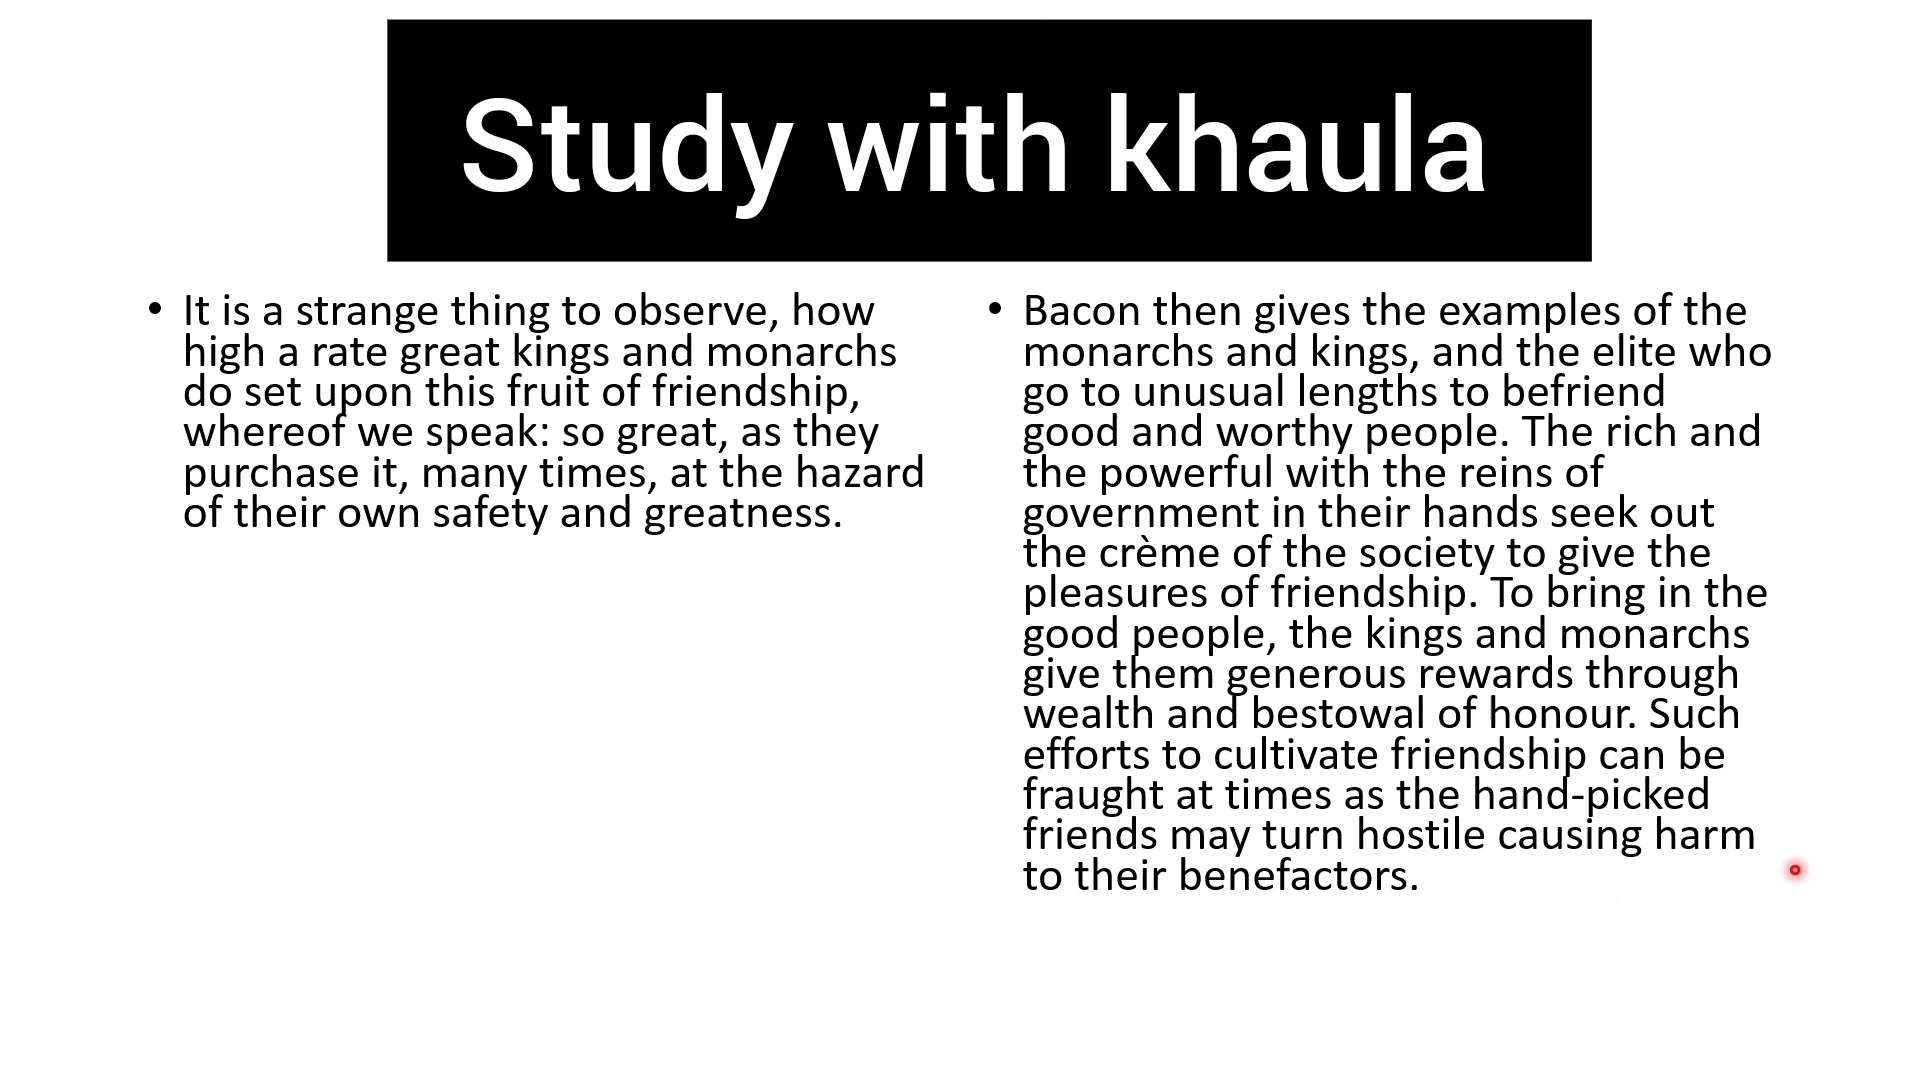 Study with khaula
• It is a strange thing to observe, how
high a rate great kings and monarchs
do set upon this fruit of friendship,
whereof we speak: so great, as they
purchase it, many times, at the hazard
of their own safety and greatness.
• Bacon then gives the examples of the
monarchs and kings, and the elite who
go to unusual lengths to befriend
good and worthy people. The rich and
the powerful with the reins of
government in their hands seek out
the crème of the society to give the
pleasures of friendship. To bring in the
good people, the kings and monarchs
give them generous rewards through
wealth and bestowal of honour. Such
efforts to cultivate friendship can be
fraught at times as the hand-picked
friends may turn hostile causing harm
to their benefactors.